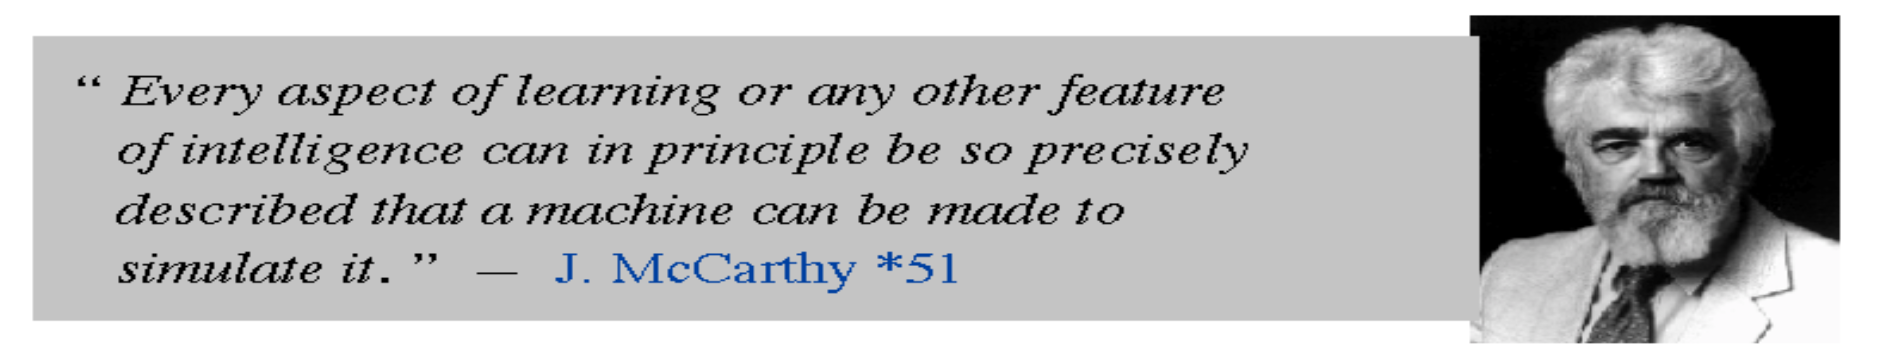 “ Every aspect of learning or any other feature
of intelligence can in principle be so precisely
described that a machine can be made to
simulate it. ” — J. McCarthy *51